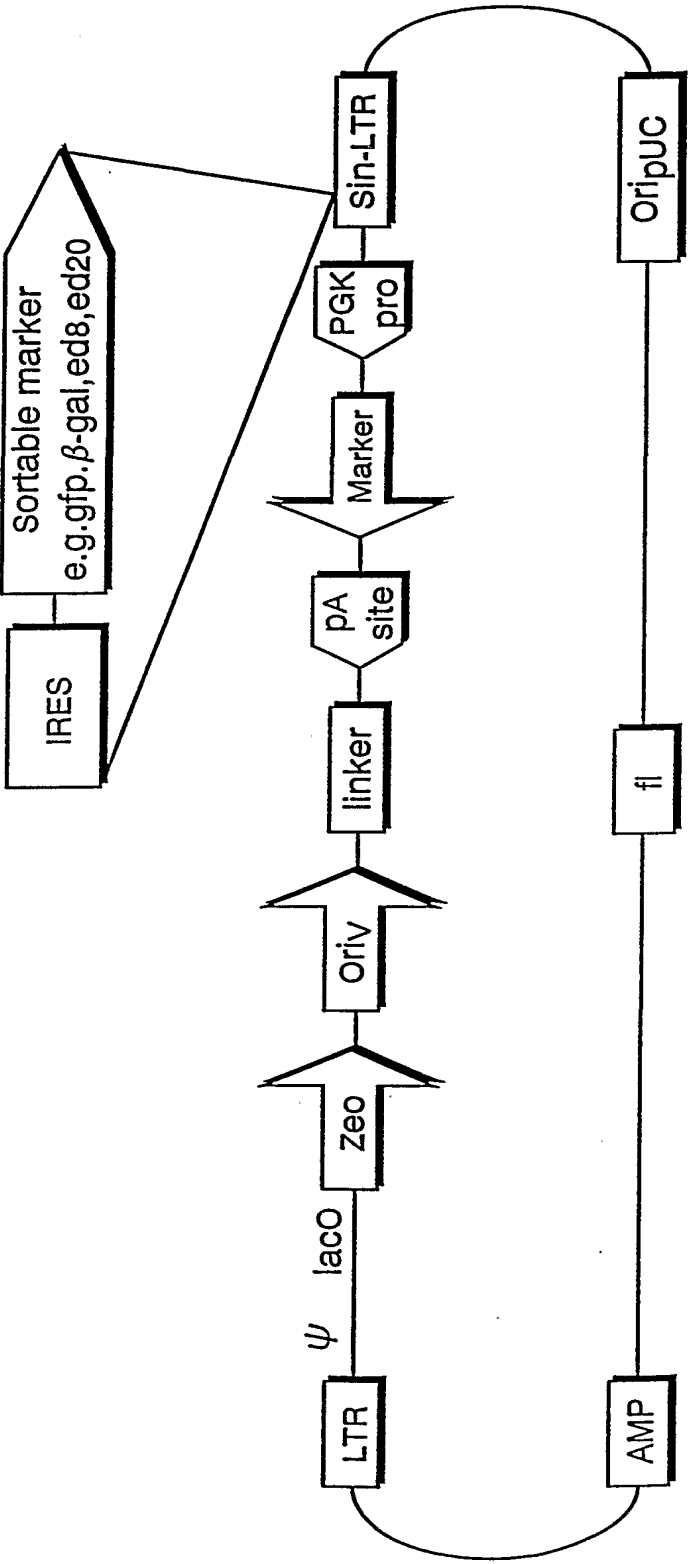 Sortable marker
e.g.gfp.β-gal,ed8,ed20
IRES
ψ
lacO
LTR
zeo
oriv
linker
pA
site
Marker
PGK
pro
sin-LTR
AMP
fl
OripUC